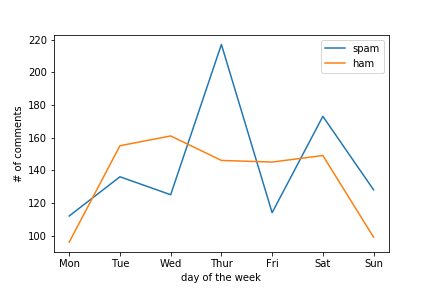 220
200
180
160
140
120
100
# of comments
spam
ham
Mon Tue Wed Thur Fri Sat Sun
day of the week